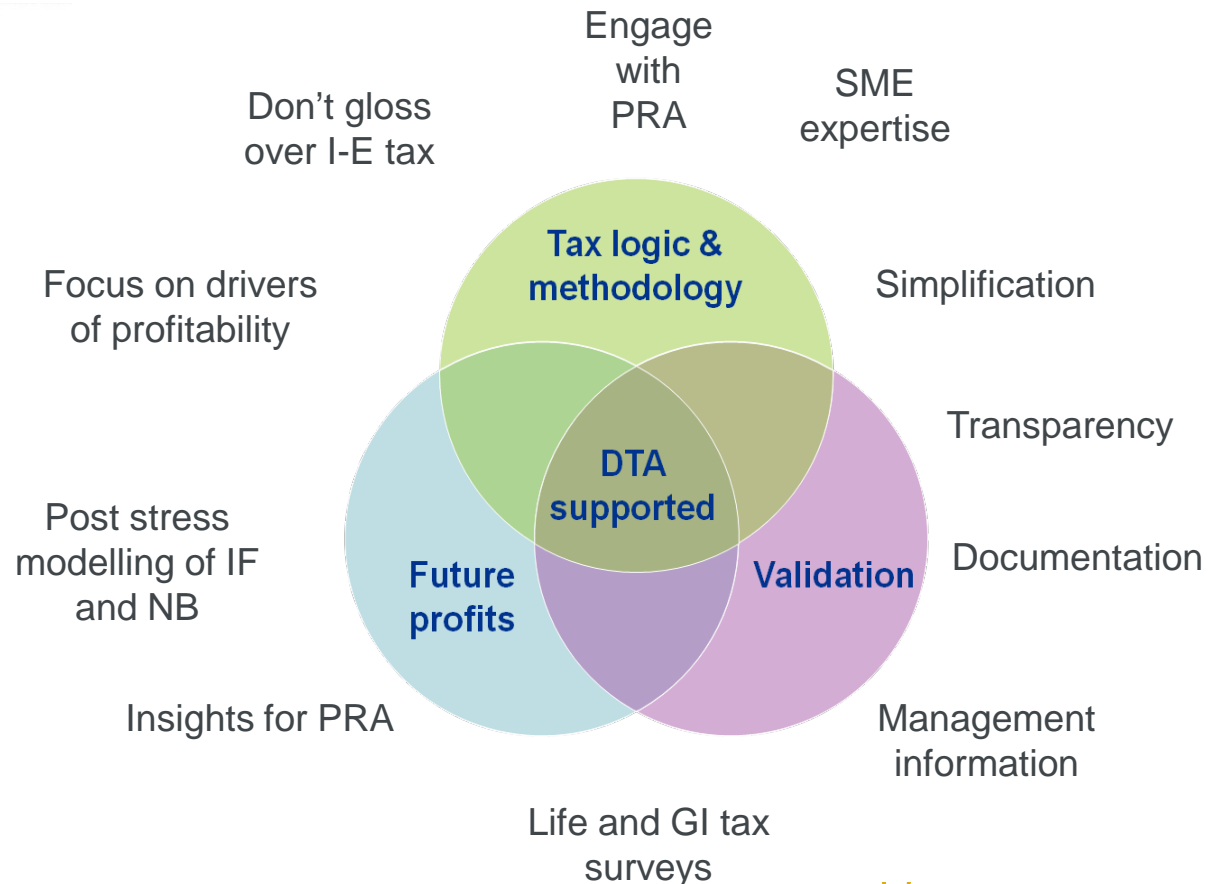 Engage
with
PRA
SME
expertise
Don't gloss
over I-E tax
Tax logic &
methodology
Focus on drivers
of profitability
Simplification
Transparency
DTA
supported
Post stress
modelling of IF
and NB
Future
profits
Validation
Documentation
Insights for PRA
Management
information
Life and GI tax
surveys